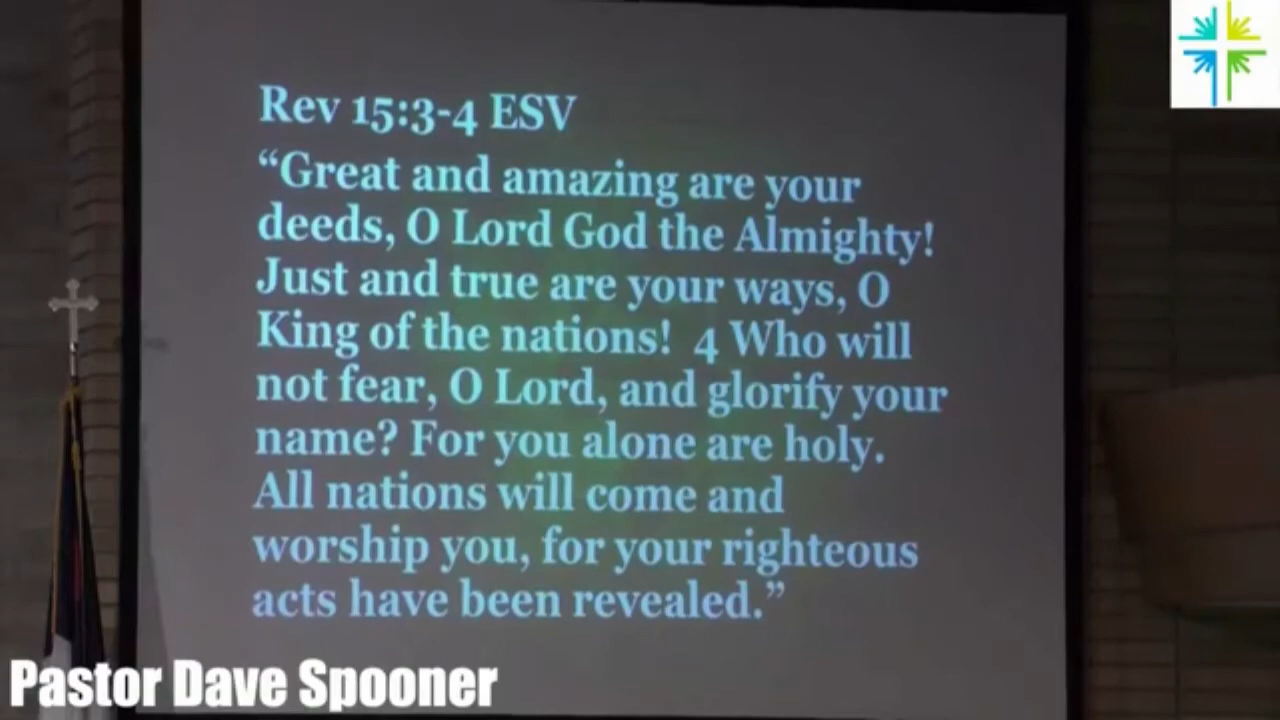 Rev 15:3-4 ESV
“Great and amazing are your
deeds, O Lord God the Almighty!
Just and true are your ways, O
King of the nations!  4 Who will
not fear, O Lord, and glorify your
name? For you alone are holy.
All nations will come and
worship you, for your righteous
acts have been revealed.”
Pastor Dave Spooner